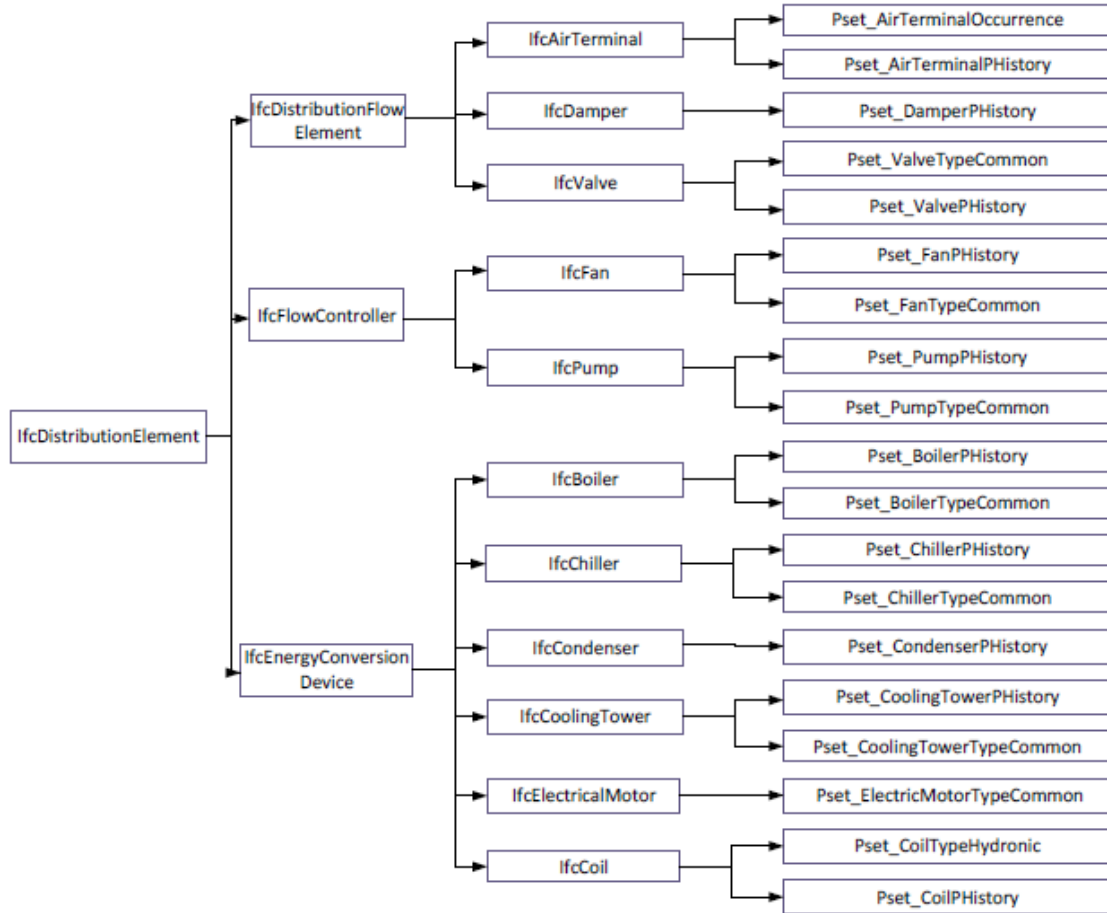 IfcDistributionElement
IfcDistributionFlow
Element
IfcFlowController
IfcEnergyConversion
Device
IfcAirTerminal
IfcDamper
IfcValve
IfcFan
IfcPump
IfcBoiler
IfcChiller
IfcCondenser
IfcCoolingTower
IfcElectricalMotor
IfcCoil
Pset_AirTerminalOccurrence
Pset_AirTerminalPHistory
Pset_DamperPHistory
Pset_ValveTypeCommon
Pset_ValvePHistory
Pset_FanPHistory
Pset_FanTypeCommon
Pset_PumpPHistory
Pset_PumpTypeCommon
Pset_BoilerPHistory
Pset_BoilerTypeCommon
Pset_ChillerPHistory
Pset_ChillerTypeCommon
Pset_CondenserPHistory
Pset_CoolingTowerPHistory
Pset_CoolingTowerTypeCommon
Pset_ElectricMotorTypeCommon
Pset_CoilTypeHydronic
Pset_CoilPHistory